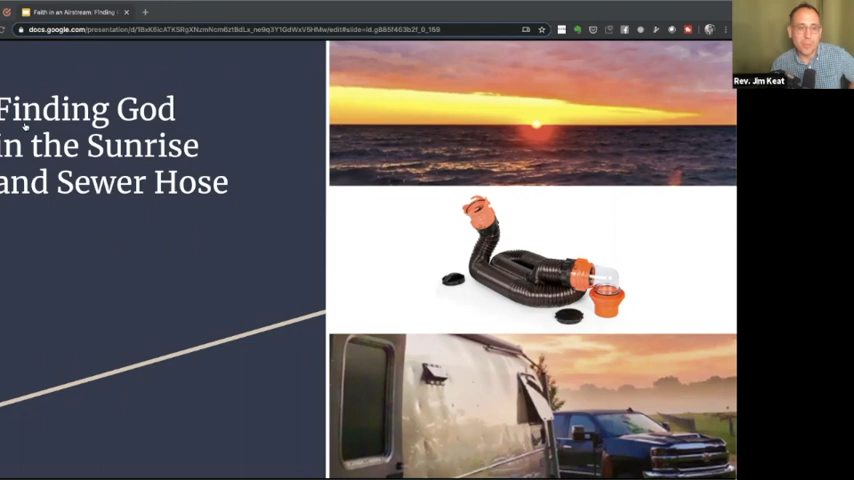 Faith in an Airstream: Finding
docs.google.com/presentation/d/1BxK6icATKSRgXNzmNcm6ztBdLx_ne9q3Y1GdWxV5HMw/edit#slide=id.g885f463b2f_0_159
Rev. Jim Keat
Finding God
in the Sunrise
and Sewer Hose